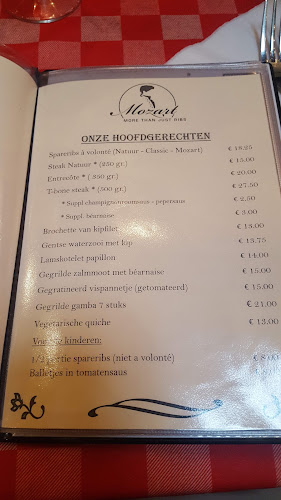 Mozart
MORE THAN JUST RIBS
ONZE HOOFDGERECHTEN
Spareribs à volonté (Natuur - Classic - Mozart) € 18.25
Steak Natuur * (250 gr.) € 15.00
Entrecôte * ( 350 gr.) € 20.00
T-bone steak * (500 gr.) € 27.50
* Suppl champignonroomsaus - pepersaus € 2.50
* Suppl. béarnaise € 3.00
Brochette van kipfilet € 13.00
Gentse waterzooi met kip € 13.75
Lamskotelet papillon € 14.00
Gegrilde zalmmoot met béarnaise € 15.00
Gegratineerd vispannetje (getomateerd) € 15.00
Gegrilde gamba 7 stuks € 21.00
Vegetarische quiche € 13.00
Voor de kinderen:
1/2 portie spareribs (niet a volonté) € 8.00
Balletjes in tomatensaus €